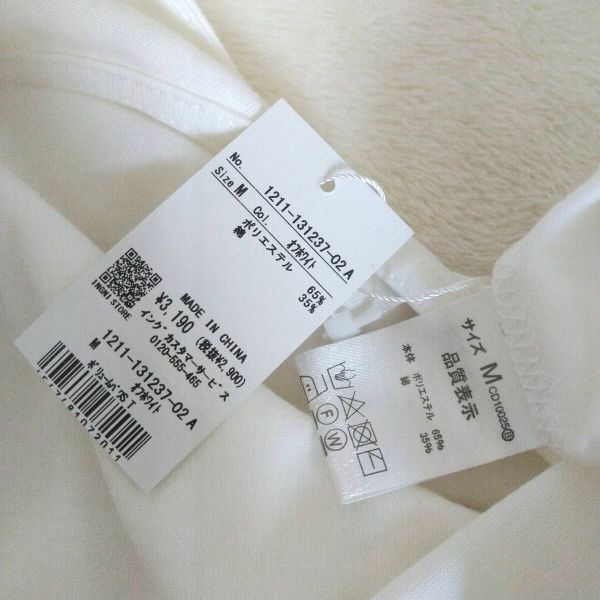 No. 1211-131237-02 A
Size M Col. ｵﾌﾎﾜｲﾄ
ポリエステル 65%
綿 35%
MADE IN CHINA
¥3,190 (税抜¥2,900)
INGNI STORE
イングカスタマーサービス
0120-555-465
1211-131237-02 A
M ｵﾌﾎﾜｲﾄ
サイズ M CD10025Ⓑ
品質表示
本体 ポリエステル 65%
綿 35%
F W